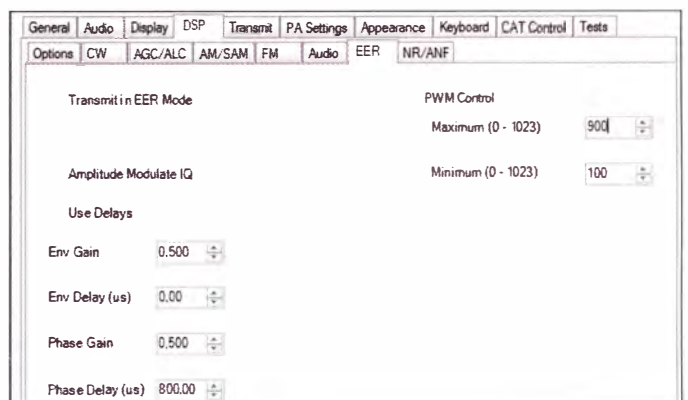 General Audio Display DSP Transmit PA Settings Appearance Keyboard CAT Control Tests
Options CW AGC/ALC AM/SAM FM Audio EER NR/ANF
Transmit in EER Mode
PWM Control
Maximum (0 - 1023) 900
Amplitude Modulate IQ
Minimum (0 - 1023) 100
Use Delays
Env Gain 0.500
Env Delay (us) 0.00
Phase Gain 0.500
Phase Delay (us) 800.00